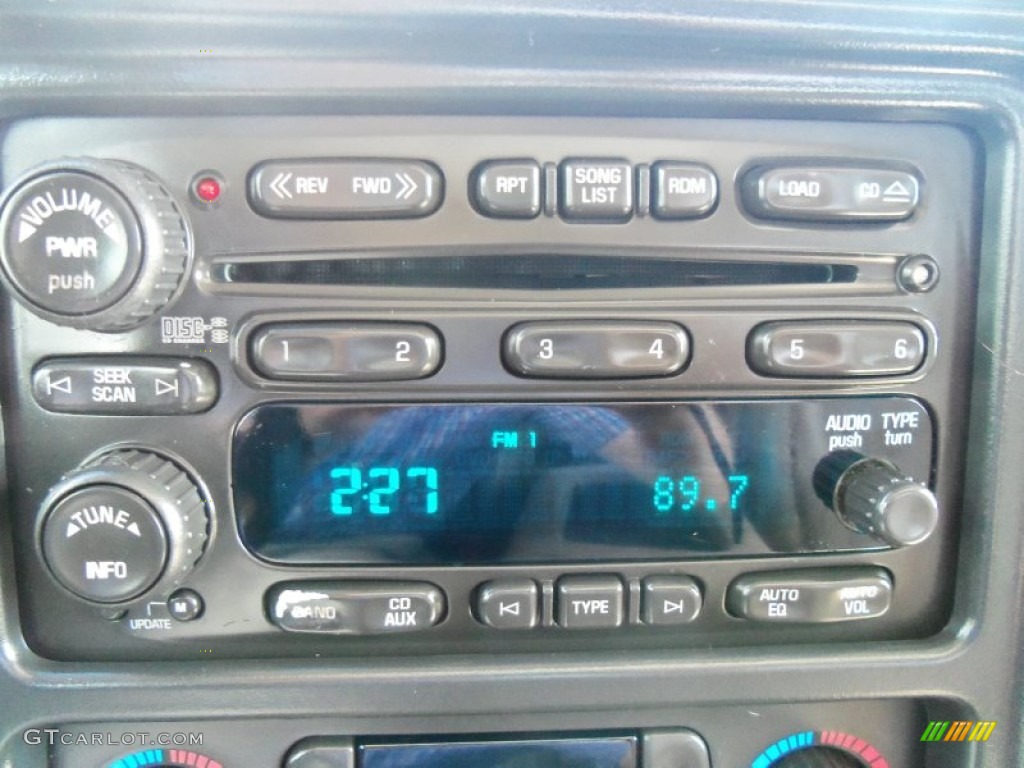 REV FWD RPT SONG LIST RDM LOAD CD
VOLUME
PWR
push
DISC
1 2 3 4 5 6
SEEK
SCAN
AUDIO TYPE
push turn
FM 1
2:27 89.7
TUNE
INFO
M
UPDATE
BAND CD AUX TYPE AUTO EQ AUTO VOL
GTCARLOT.COM